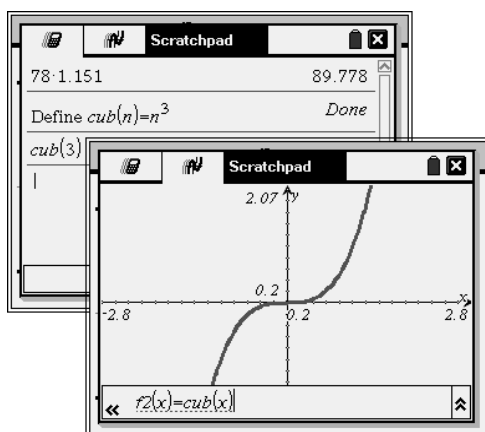 Scratchpad
78·1.151 89.778
Define cub(n)=n³ Done
cub(3)
Scratchpad
2.07 y
0.2 x
-2.8 0.2 2.8
« f2(x)=cub(x)